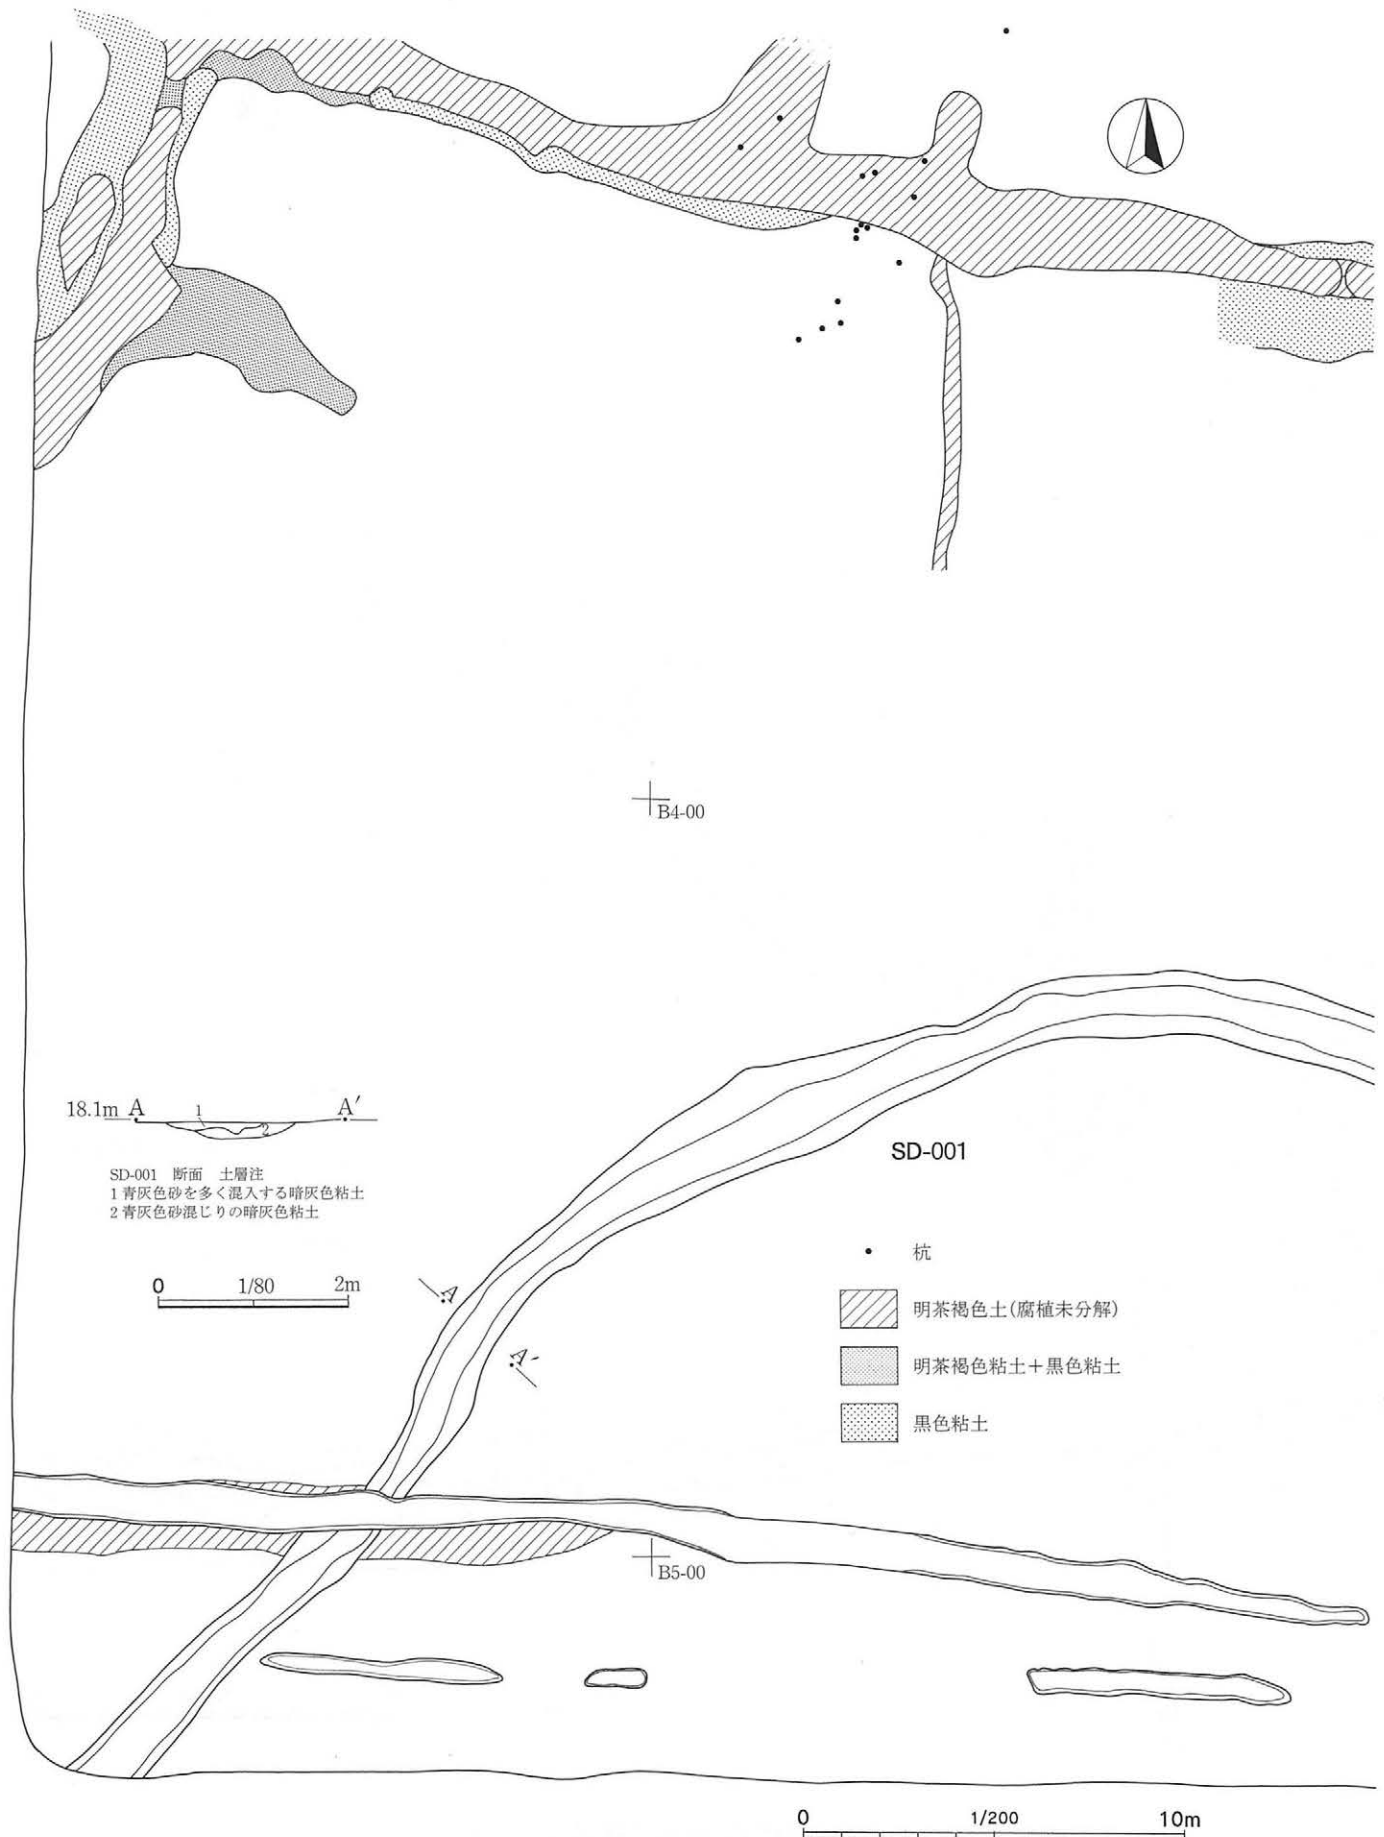 B4-00
18.1m A 1 2 A′
SD-001 断面 土層注
1 青灰色砂を多く混入する暗灰色粘土
2 青灰色砂混じりの暗灰色粘土
0 1/80 2m
A
A′
SD-001
杭
明茶褐色土(腐植未分解)
明茶褐色粘土＋黒色粘土
黒色粘土
B5-00
0 1/200 10m